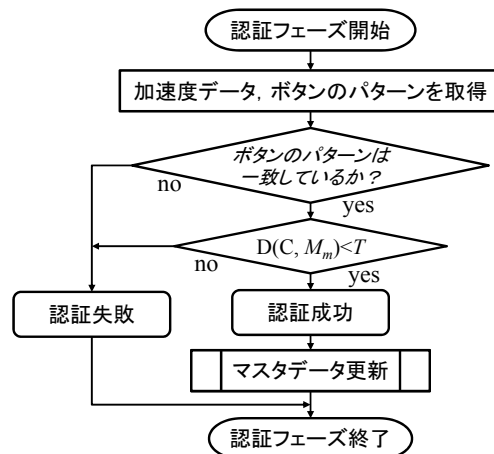 認証フェーズ開始
加速度データ, ボタンのパターンを取得
ボタンのパターンは
一致しているか？
no
yes
D(C, Mm)<T
no
yes
認証失敗
認証成功
マスタデータ更新
認証フェーズ終了